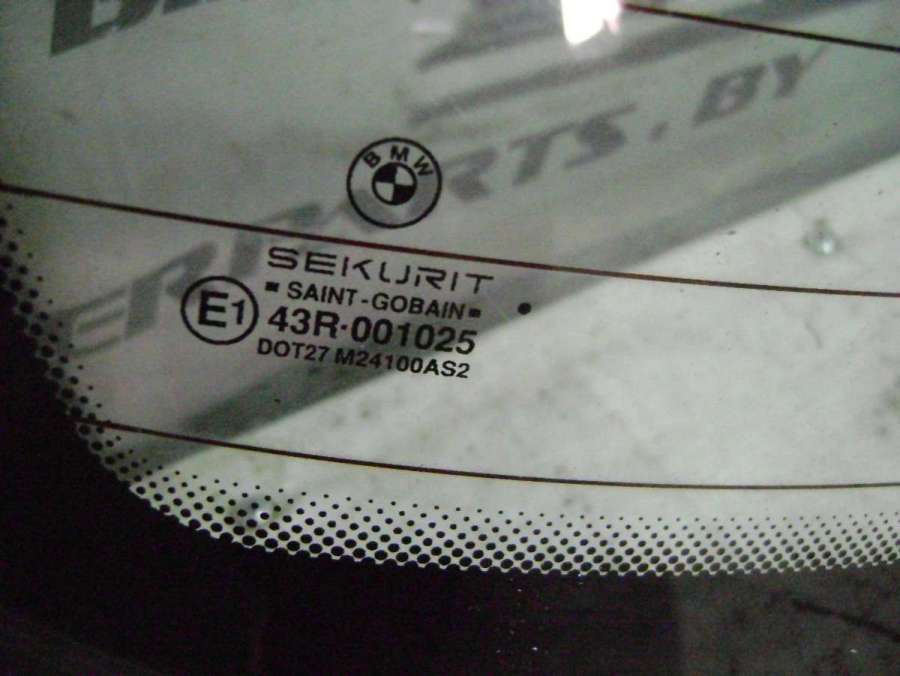 BMW
SEKURIT
SAINT-GOBAIN
E1
43R·001025
DOT27 M24100AS2